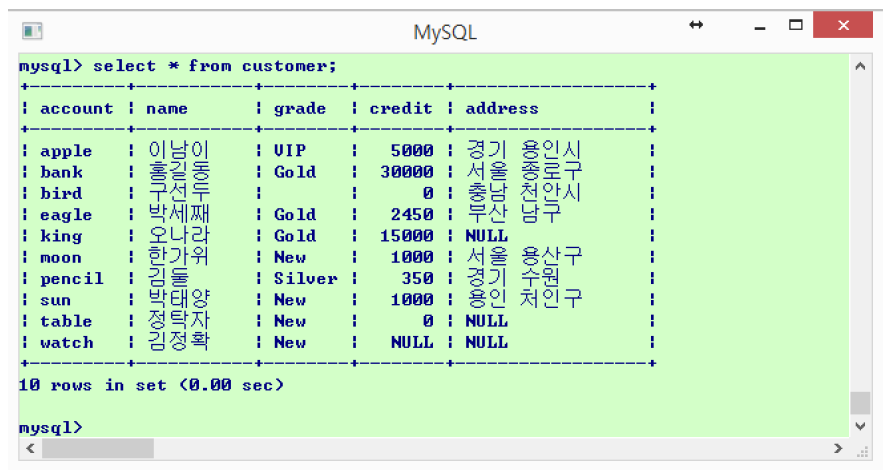 MySQL
mysql> select * from customer;
+---------+-----------+--------+--------+-----------------+
| account | name | grade | credit | address |
+---------+-----------+--------+--------+-----------------+
| apple | 이남이 | VIP | 5000 | 경기 용인시 |
| bank | 홍길동 | Gold | 30000 | 서울 종로구 |
| bird | 구선두 | | 0 | 충남 천안시 |
| eagle | 박세째 | Gold | 2450 | 부산 남구 |
| king | 오나라 | Gold | 15000 | NULL |
| moon | 한가위 | New | 1000 | 서울 용산구 |
| pencil | 김둘 | Silver | 350 | 경기 수원 |
| sun | 박태양 | New | 1000 | 용인 처인구 |
| table | 정탁자 | New | 0 | NULL |
| watch | 김정확 | New | NULL | NULL |
+---------+-----------+--------+--------+-----------------+
10 rows in set (0.00 sec)
mysql>